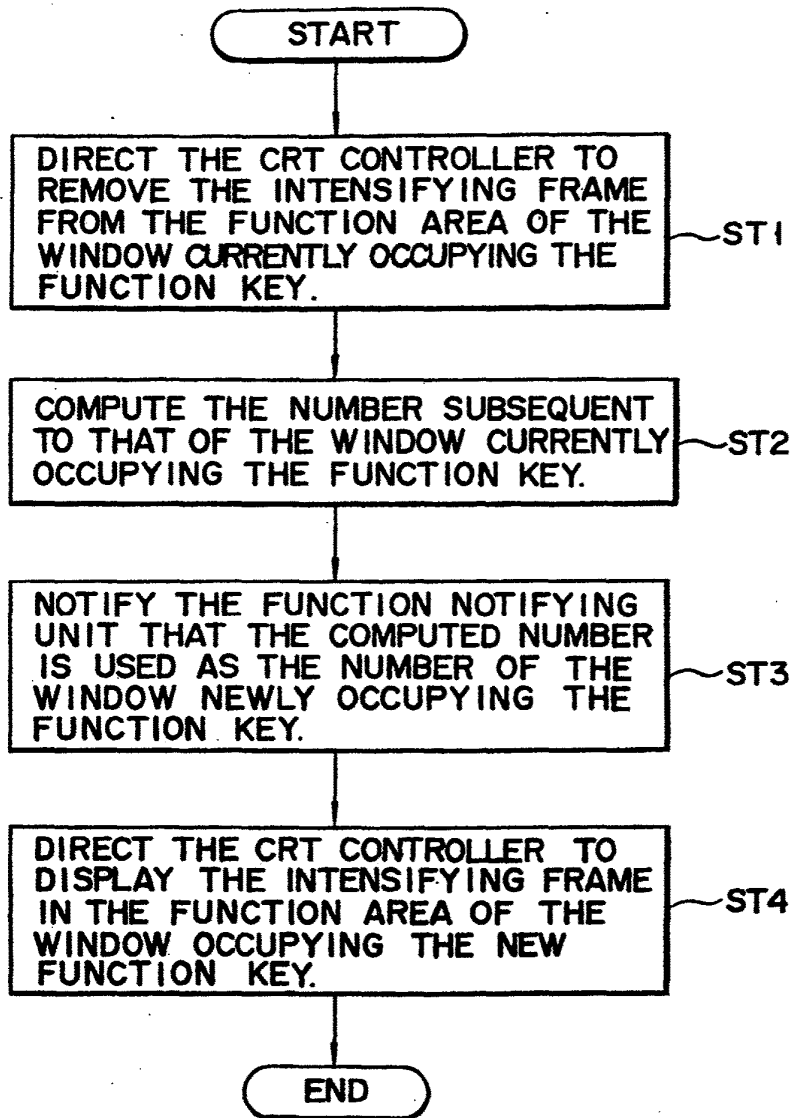 START
DIRECT THE CRT CONTROLLER TO
REMOVE THE INTENSIFYING FRAME
FROM THE FUNCTION AREA OF THE
WINDOW CURRENTLY OCCUPYING THE
FUNCTION KEY.
ST1
COMPUTE THE NUMBER SUBSEQUENT
TO THAT OF THE WINDOW CURRENTLY
OCCUPYING THE FUNCTION KEY.
ST2
NOTIFY THE FUNCTION NOTIFYING
UNIT THAT THE COMPUTED NUMBER
IS USED AS THE NUMBER OF THE
WINDOW NEWLY OCCUPYING THE
FUNCTION KEY.
ST3
DIRECT THE CRT CONTROLLER TO
DISPLAY THE INTENSIFYING FRAME
IN THE FUNCTION AREA OF THE
WINDOW OCCUPYING THE NEW
FUNCTION KEY.
ST4
END